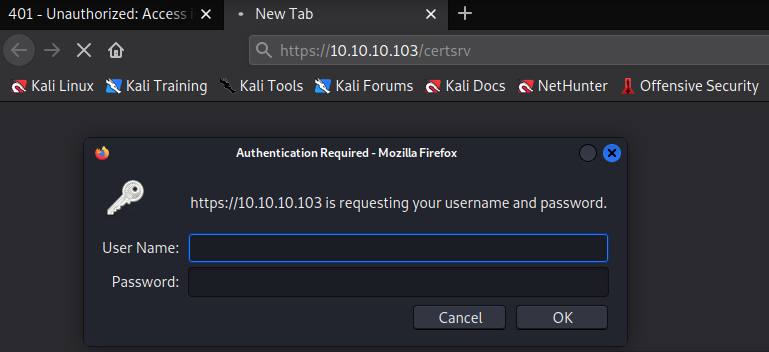 401 - Unauthorized: Access
New Tab
https://10.10.10.103/certsrv
Kali Linux Kali Training Kali Tools Kali Forums Kali Docs NetHunter Offensive Security
Authentication Required - Mozilla Firefox
https://10.10.10.103 is requesting your username and password.
User Name:
Password:
Cancel OK